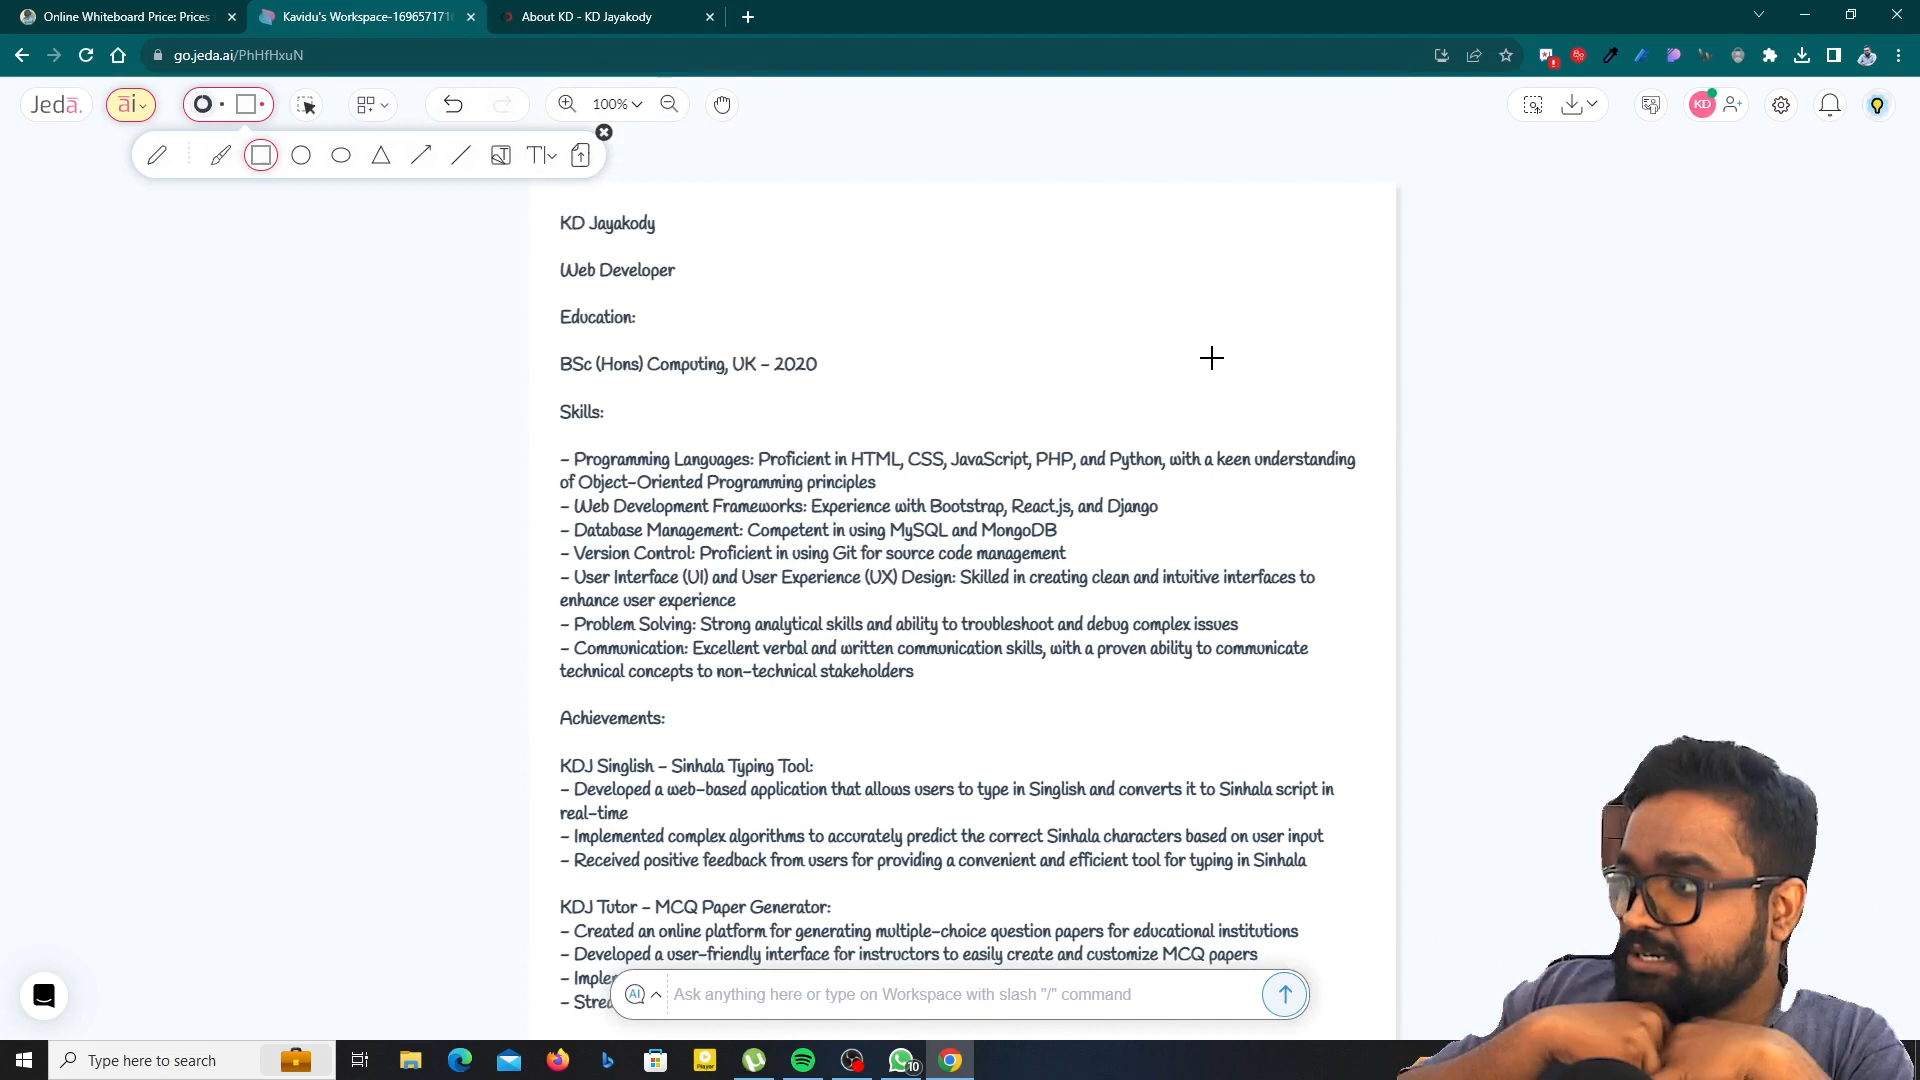 Online Whiteboard Price: Prices
Kavidu's Workspace-169657171
About KD - KD Jayakody
go.jeda.ai/PhHfHxuN
Jedā.
āi
100%
KD
T
KD Jayakody
Web Developer
Education:
BSc (Hons) Computing, UK - 2020
Skills:
- Programming Languages: Proficient in HTML, CSS, JavaScript, PHP, and Python, with a keen understanding
of Object-Oriented Programming principles
- Web Development Frameworks: Experience with Bootstrap, React.js, and Django
- Database Management: Competent in using MySQL and MongoDB
- Version Control: Proficient in using Git for source code management
- User Interface (UI) and User Experience (UX) Design: Skilled in creating clean and intuitive interfaces to
enhance user experience
- Problem Solving: Strong analytical skills and ability to troubleshoot and debug complex issues
- Communication: Excellent verbal and written communication skills, with a proven ability to communicate
technical concepts to non-technical stakeholders
Achievements:
KDJ Singlish - Sinhala Typing Tool:
- Developed a web-based application that allows users to type in Singlish and converts it to Sinhala script in
real-time
- Implemented complex algorithms to accurately predict the correct Sinhala characters based on user input
- Received positive feedback from users for providing a convenient and efficient tool for typing in Sinhala
KDJ Tutor - MCQ Paper Generator:
- Created an online platform for generating multiple-choice question papers for educational institutions
- Developed a user-friendly interface for instructors to easily create and customize MCQ papers
- Imple
- Strea
AI
Ask anything here or type on Workspace with slash "/" command
Type here to search
Player
10